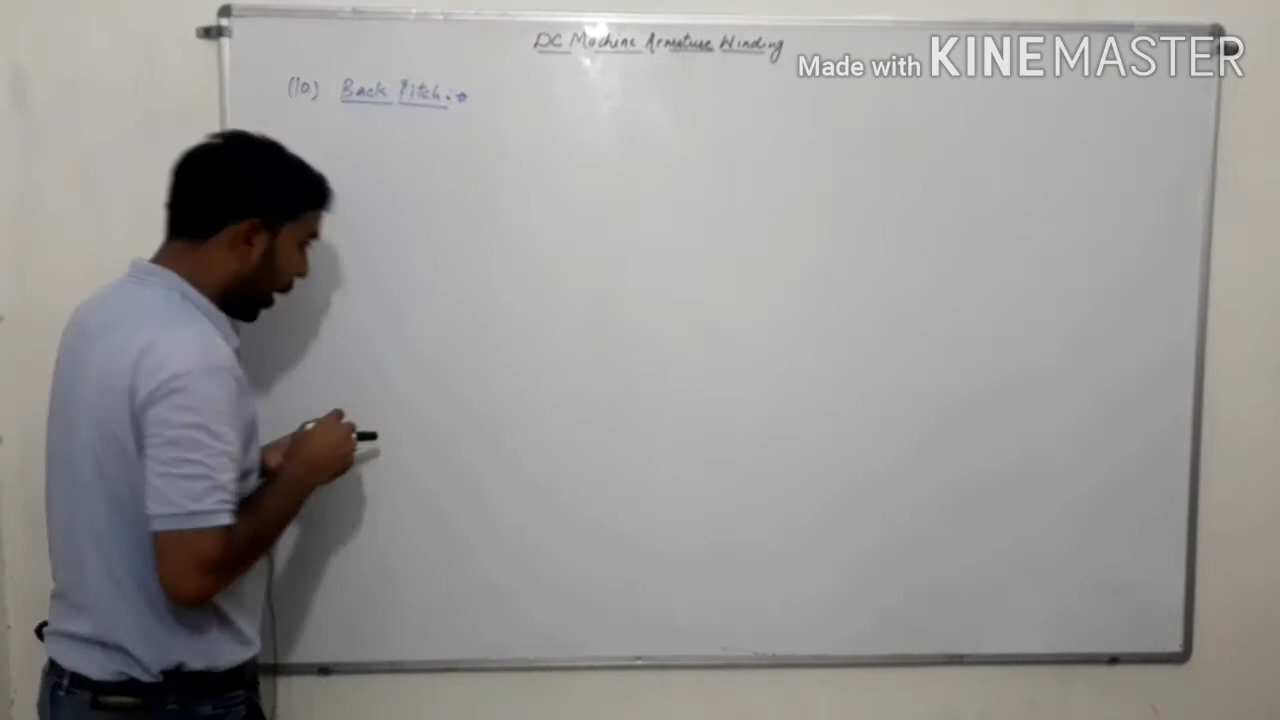 DC Machine Armature Winding
Made with KINEMASTER
(10) Back Pitch :→